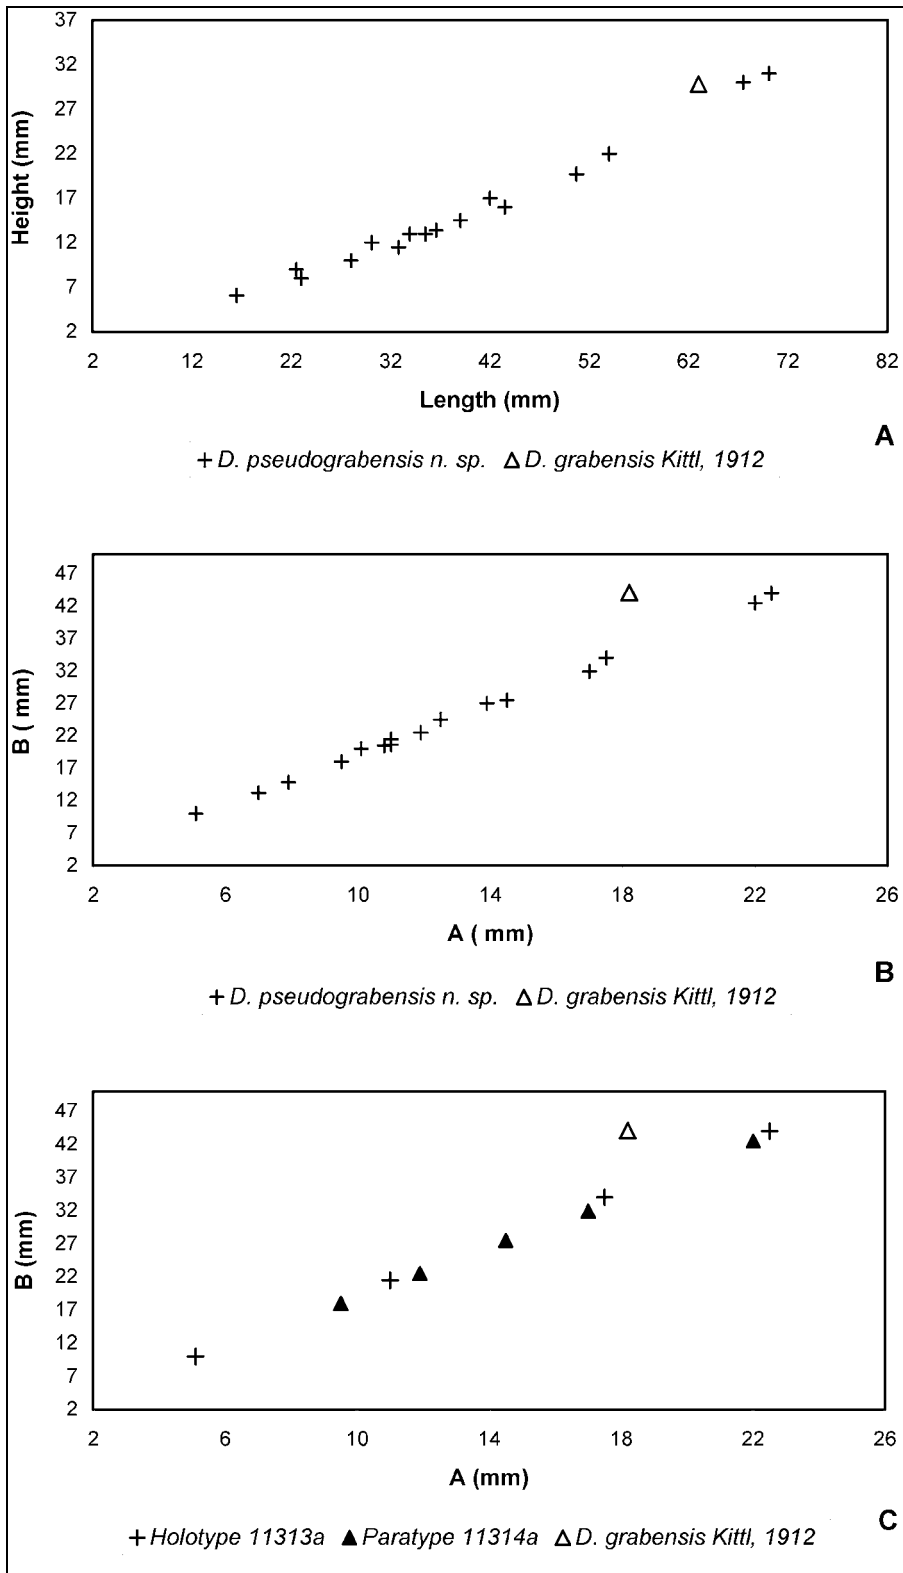 37
32
27
22
17
12
7
2
Height (mm)
2 12 22 32 42 52 62 72 82
Length (mm)
A
+ D. pseudograbensis n. sp. △ D. grabensis Kittl, 1912
47
42
37
32
27
22
17
12
7
2
B ( mm)
2 6 10 14 18 22 26
A ( mm)
B
+ D. pseudograbensis n. sp. △ D. grabensis Kittl, 1912
47
42
37
32
27
22
17
12
7
2
B (mm)
2 6 10 14 18 22 26
A (mm)
C
+ Holotype 11313a ▲ Paratype 11314a △ D. grabensis Kittl, 1912